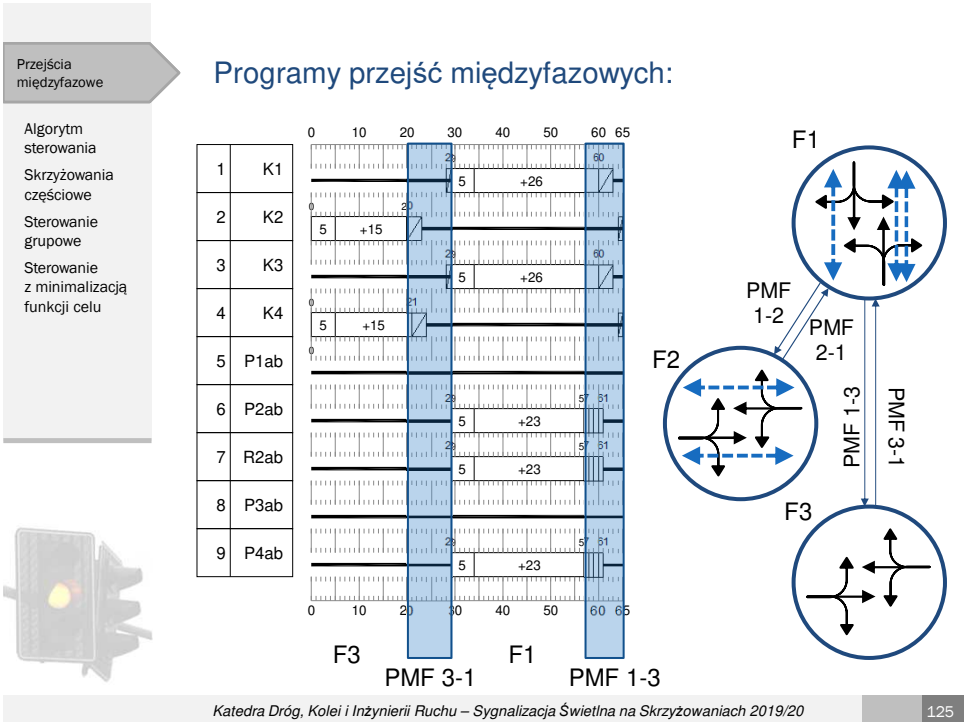 Przejścia
międzyfazowe
Algorytm
sterowania
Skrzyżowania
częściowe
Sterowanie
grupowe
Sterowanie
z minimalizacją
funkcji celu
Programy przejść międzyfazowych:
0 10 20 30 40 50 60 65
1 K1 29 5 +26 60
2 K2 0 5 +15 20
3 K3 29 5 +26 60
4 K4 0 5 +15 21
5 P1ab 0
6 P2ab 29 5 +23 57 61
7 R2ab 29 5 +23 57 61
8 P3ab
9 P4ab 29 5 +23 57 61
0 10 20 30 40 50 60 65
F3 F1
PMF 3-1 PMF 1-3
F1
PMF
1-2
PMF
2-1
F2
PMF 1-3
PMF 3-1
F3
Katedra Dróg, Kolei i Inżynierii Ruchu – Sygnalizacja Świetlna na Skrzyżowaniach 2019/20
125